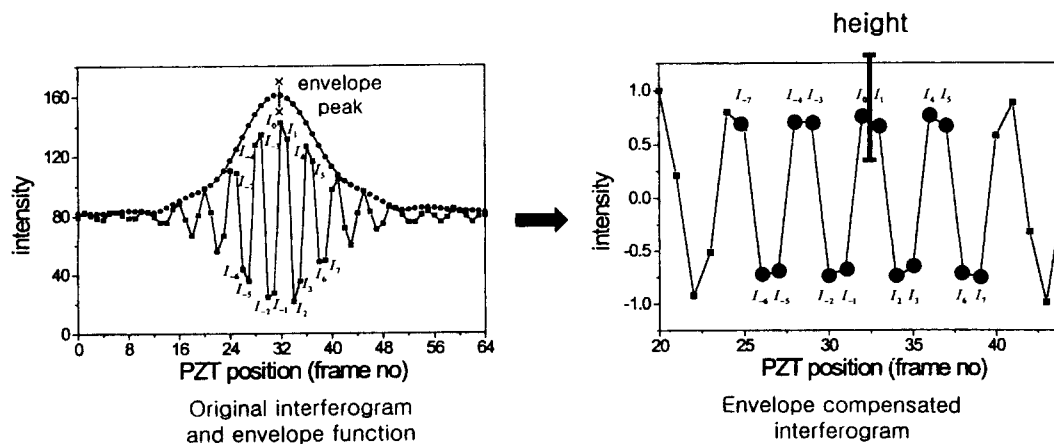 height
envelope
peak
I₀ I₁
I₋₄ I₋₃ I₄
I₋₇ I₅
I₋₆ I₆ I₇
I₋₅ I₃
I₋₂ I₋₁ I₂
160
120
80
40
0
intensity
0 8 16 24 32 40 48 56 64
PZT position (frame no)
Original interferogram
and envelope function
I₋₇ I₋₄ I₋₃ I₀ I₁ I₄ I₅
I₋₆ I₋₅ I₋₂ I₋₁ I₂ I₃ I₆ I₇
1.0
0.5
0.0
-0.5
-1.0
intensity
20 25 30 35 40
PZT position (frame no)
Envelope compensated
interferogram